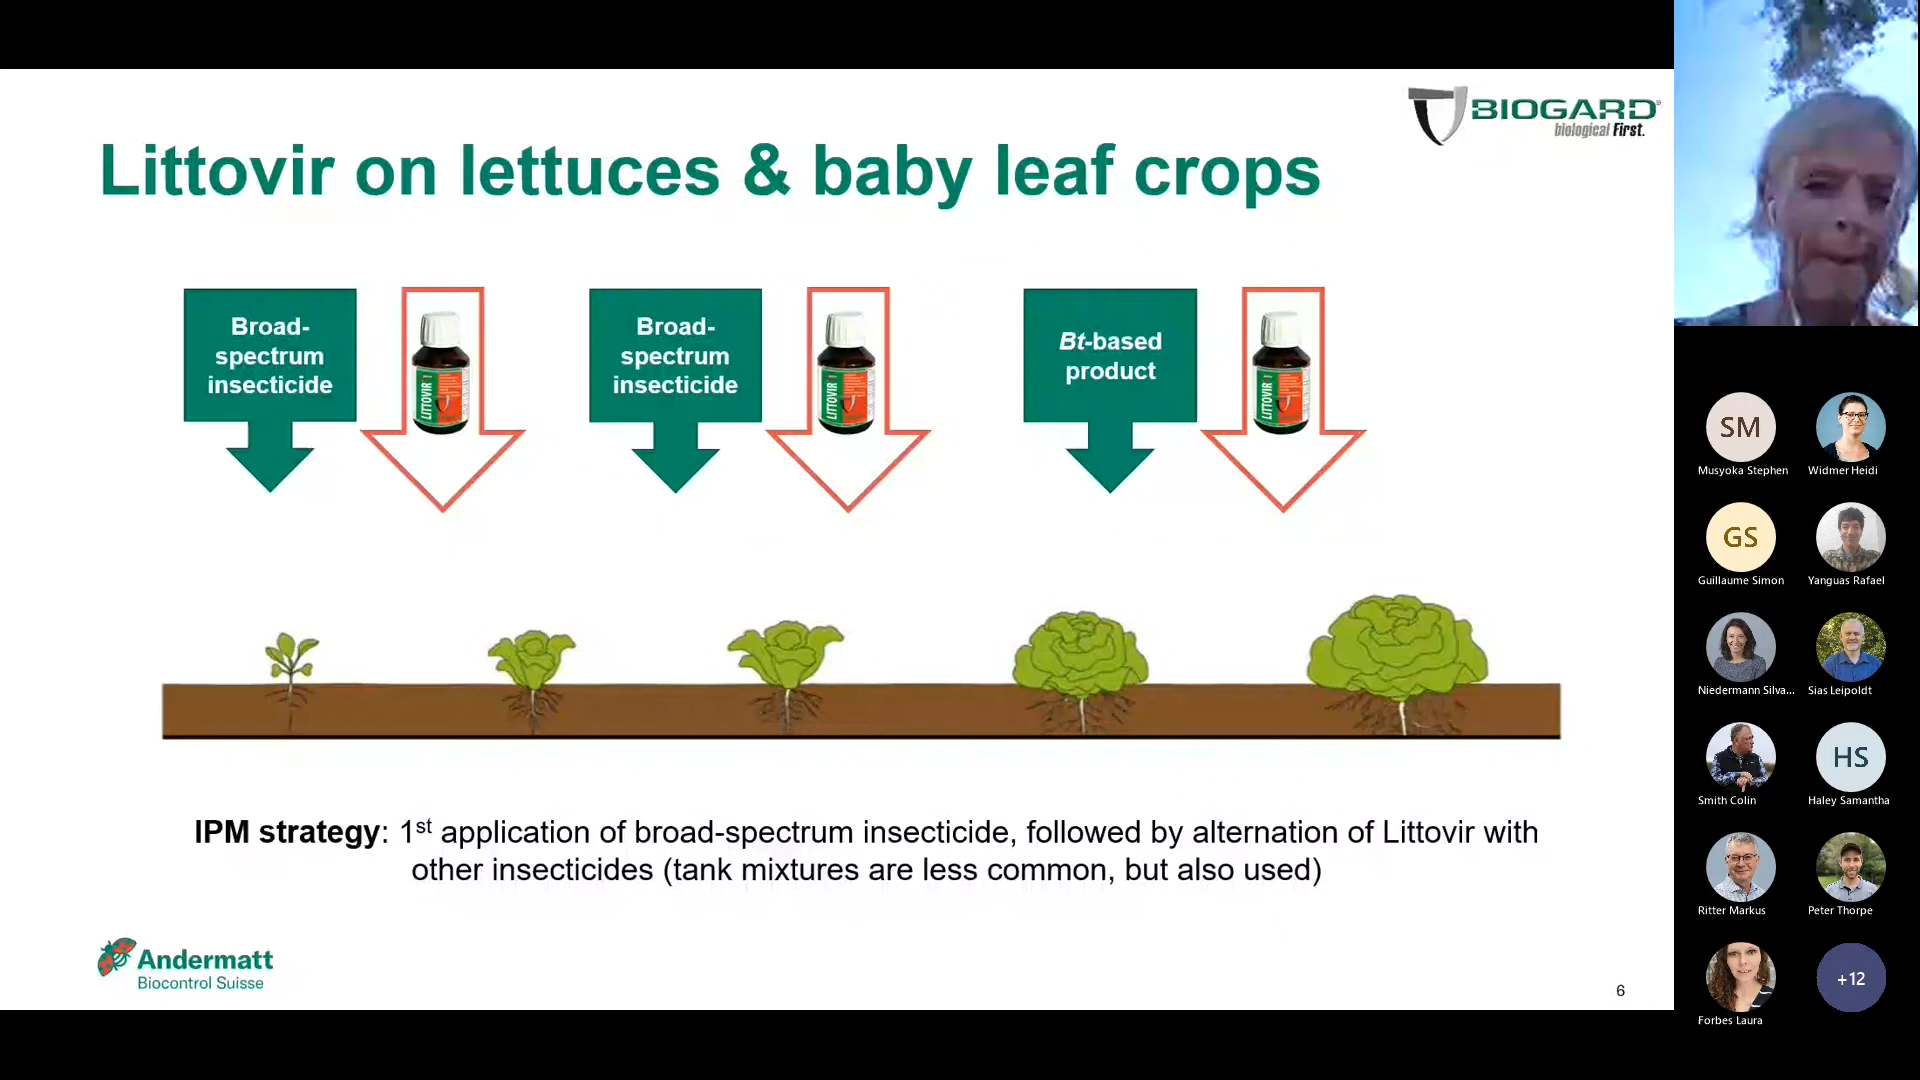 BIOGARD®
biological First.
Littovir on lettuces & baby leaf crops
Broad-
spectrum
insecticide
LITTOVIR
Broad-
spectrum
insecticide
LITTOVIR
Bt-based
product
LITTOVIR
IPM strategy: 1st application of broad-spectrum insecticide, followed by alternation of Littovir with
other insecticides (tank mixtures are less common, but also used)
Andermatt
Biocontrol Suisse
6
SM
Musyoka Stephen
Widmer Heidi
GS
Guillaume Simon
Yanguas Rafael
Niedermann Silva...
Sias Leipoldt
Smith Colin
HS
Haley Samantha
Ritter Markus
Peter Thorpe
Forbes Laura
+12